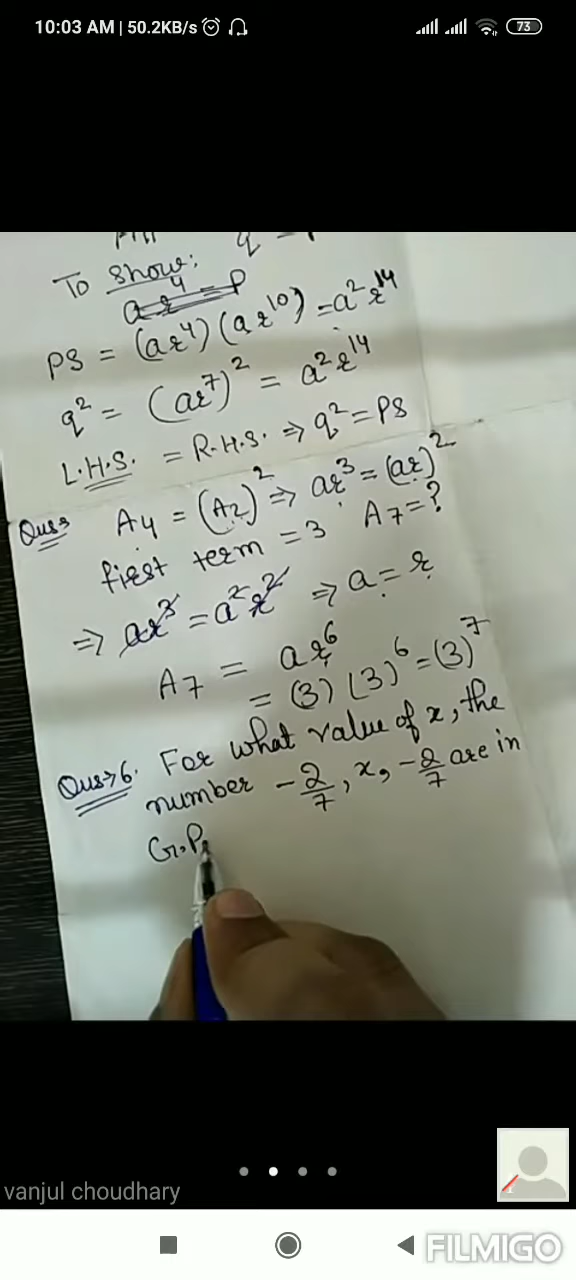 10:03 AM | 50.2KB/s
73
To show:
ar⁴ = P
PS = (ar⁴) (ar¹⁰) = a²r¹⁴
q² = (ar⁷)² = a²r¹⁴
L.H.S. = R.H.S. ⇒ q² = PS
Ques A₄ = (A₂)² ⇒ ar³ = (ar)²
first term = 3 A₇ = ?
⇒ ar³ = a²r² ⇒ a = r
A₇ = ar⁶
= (3) (3)⁶ = (3)⁷
Ques→6. For what value of x, the
number -2/7, x, -2/7 are in
G.P.
vanjul choudhary
FILMIGO